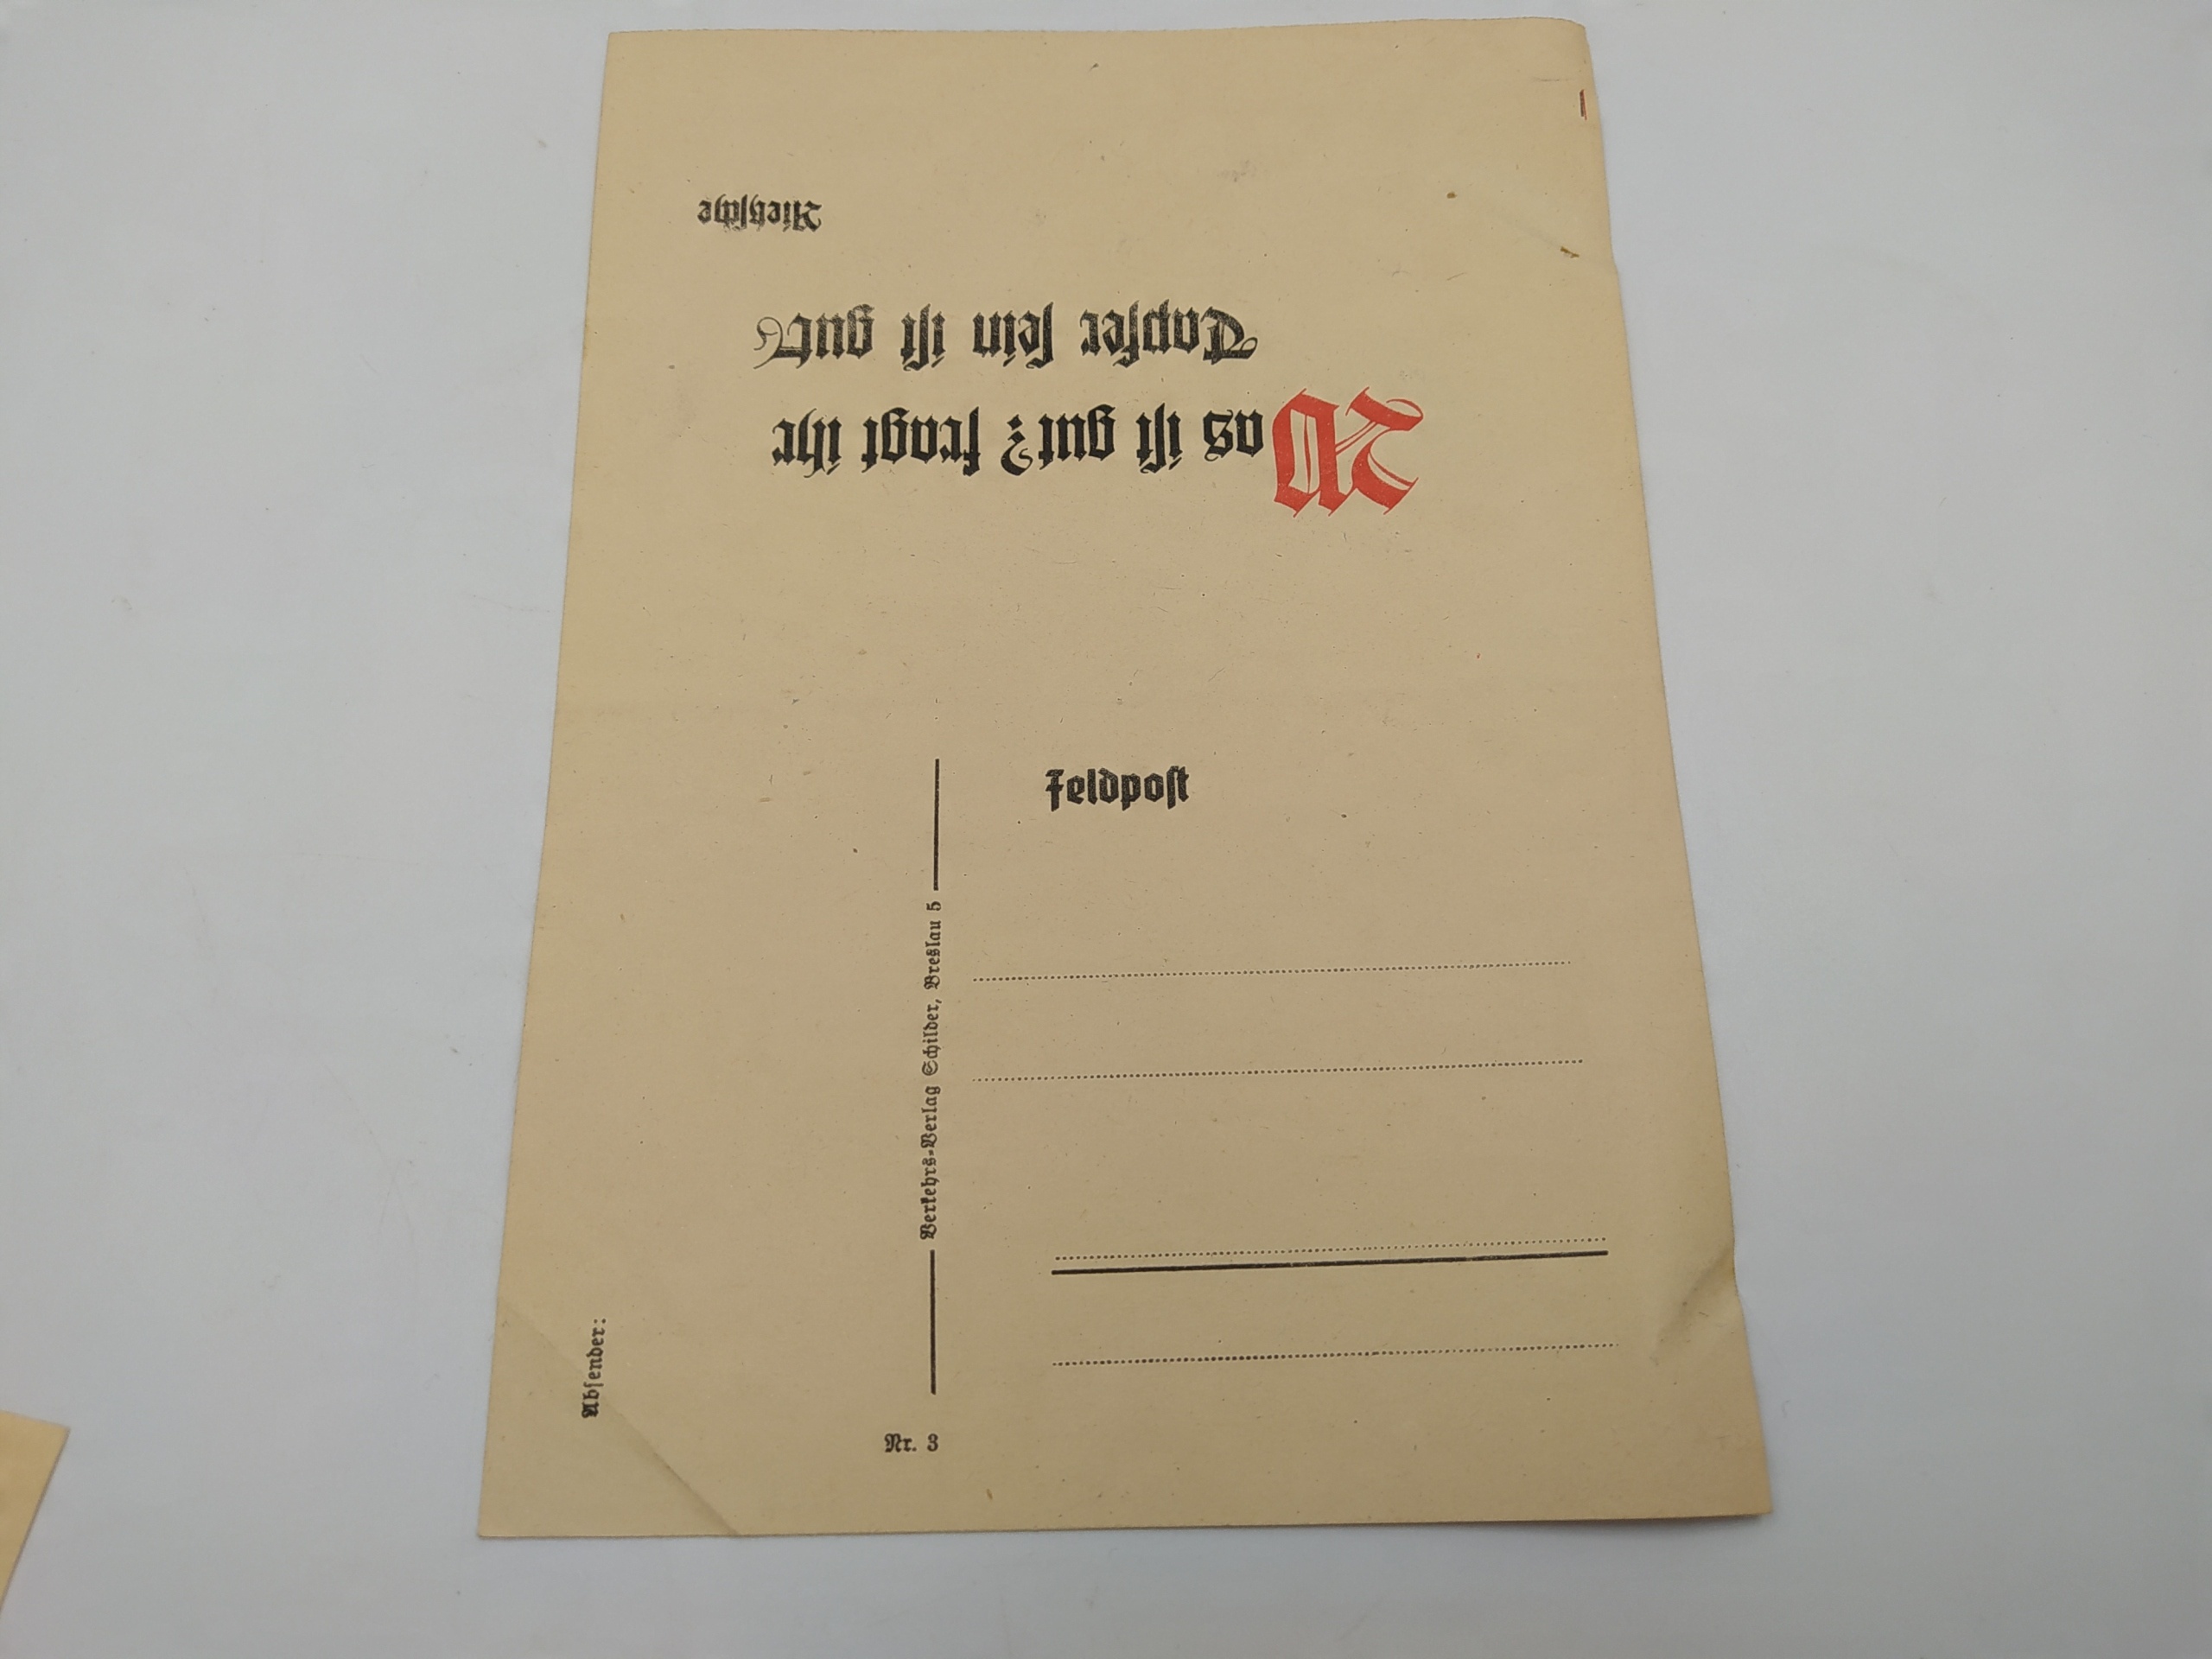 Was ist gut? fragt ihr
Tapfer sein ist gut
Nietzsche
Feldpost
Verkehrs-Verlag Schilder, Breslau 5
Absender:
Nr. 3